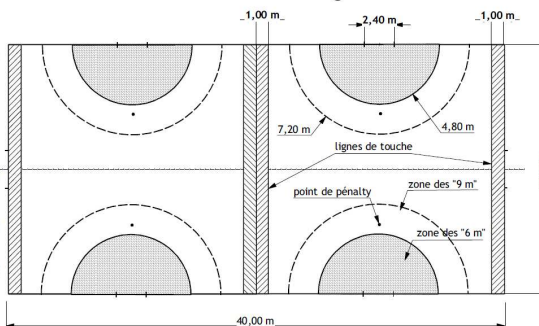 1,00 m
2,40 m
1,00 m
7,20 m
4,80 m
lignes de touche
point de pénalty
zone des "9 m"
zone des "6 m"
40,00 m